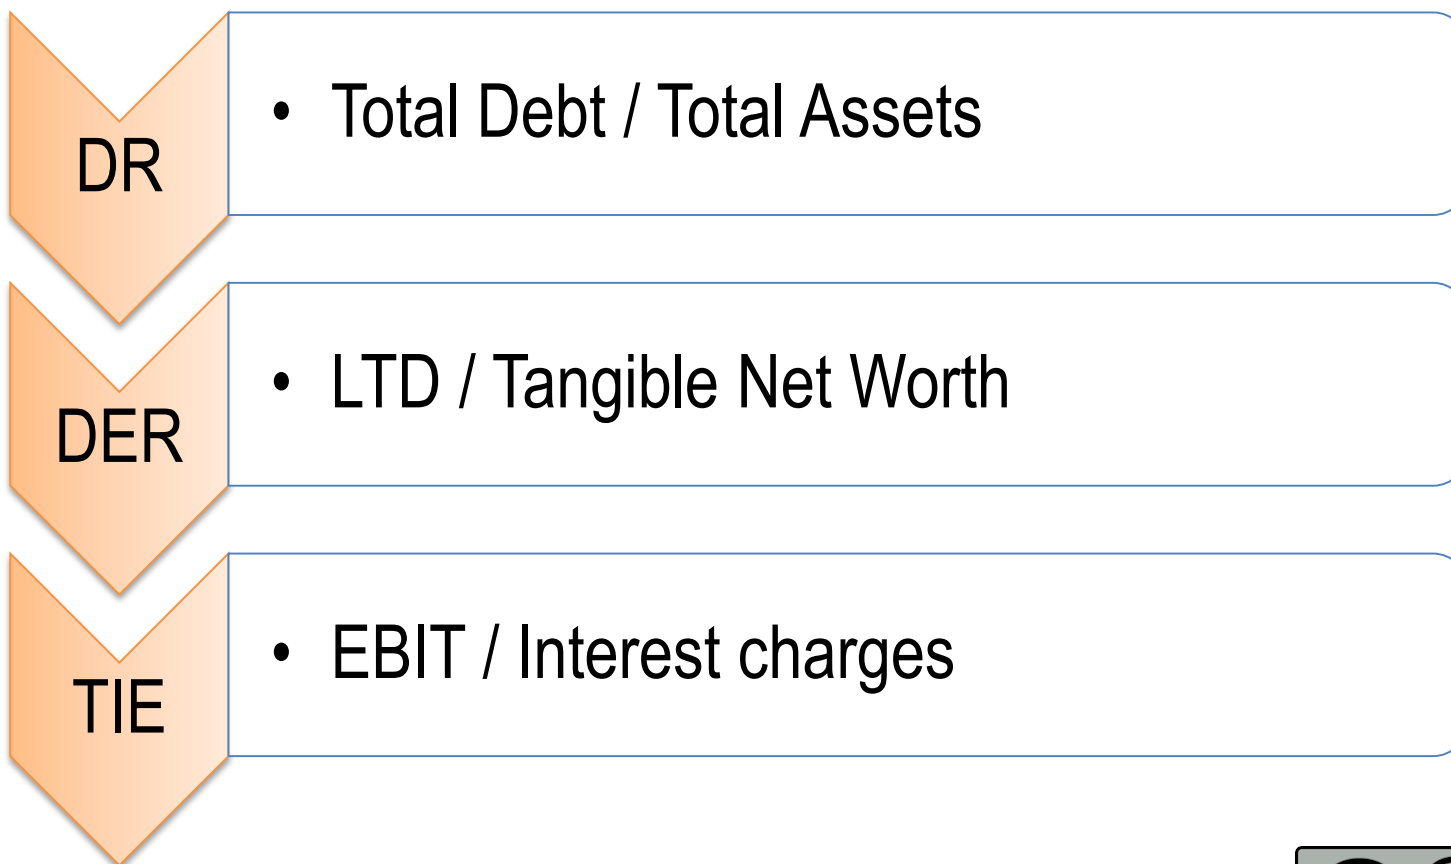 DR
• Total Debt / Total Assets
DER
• LTD / Tangible Net Worth
TIE
• EBIT / Interest charges